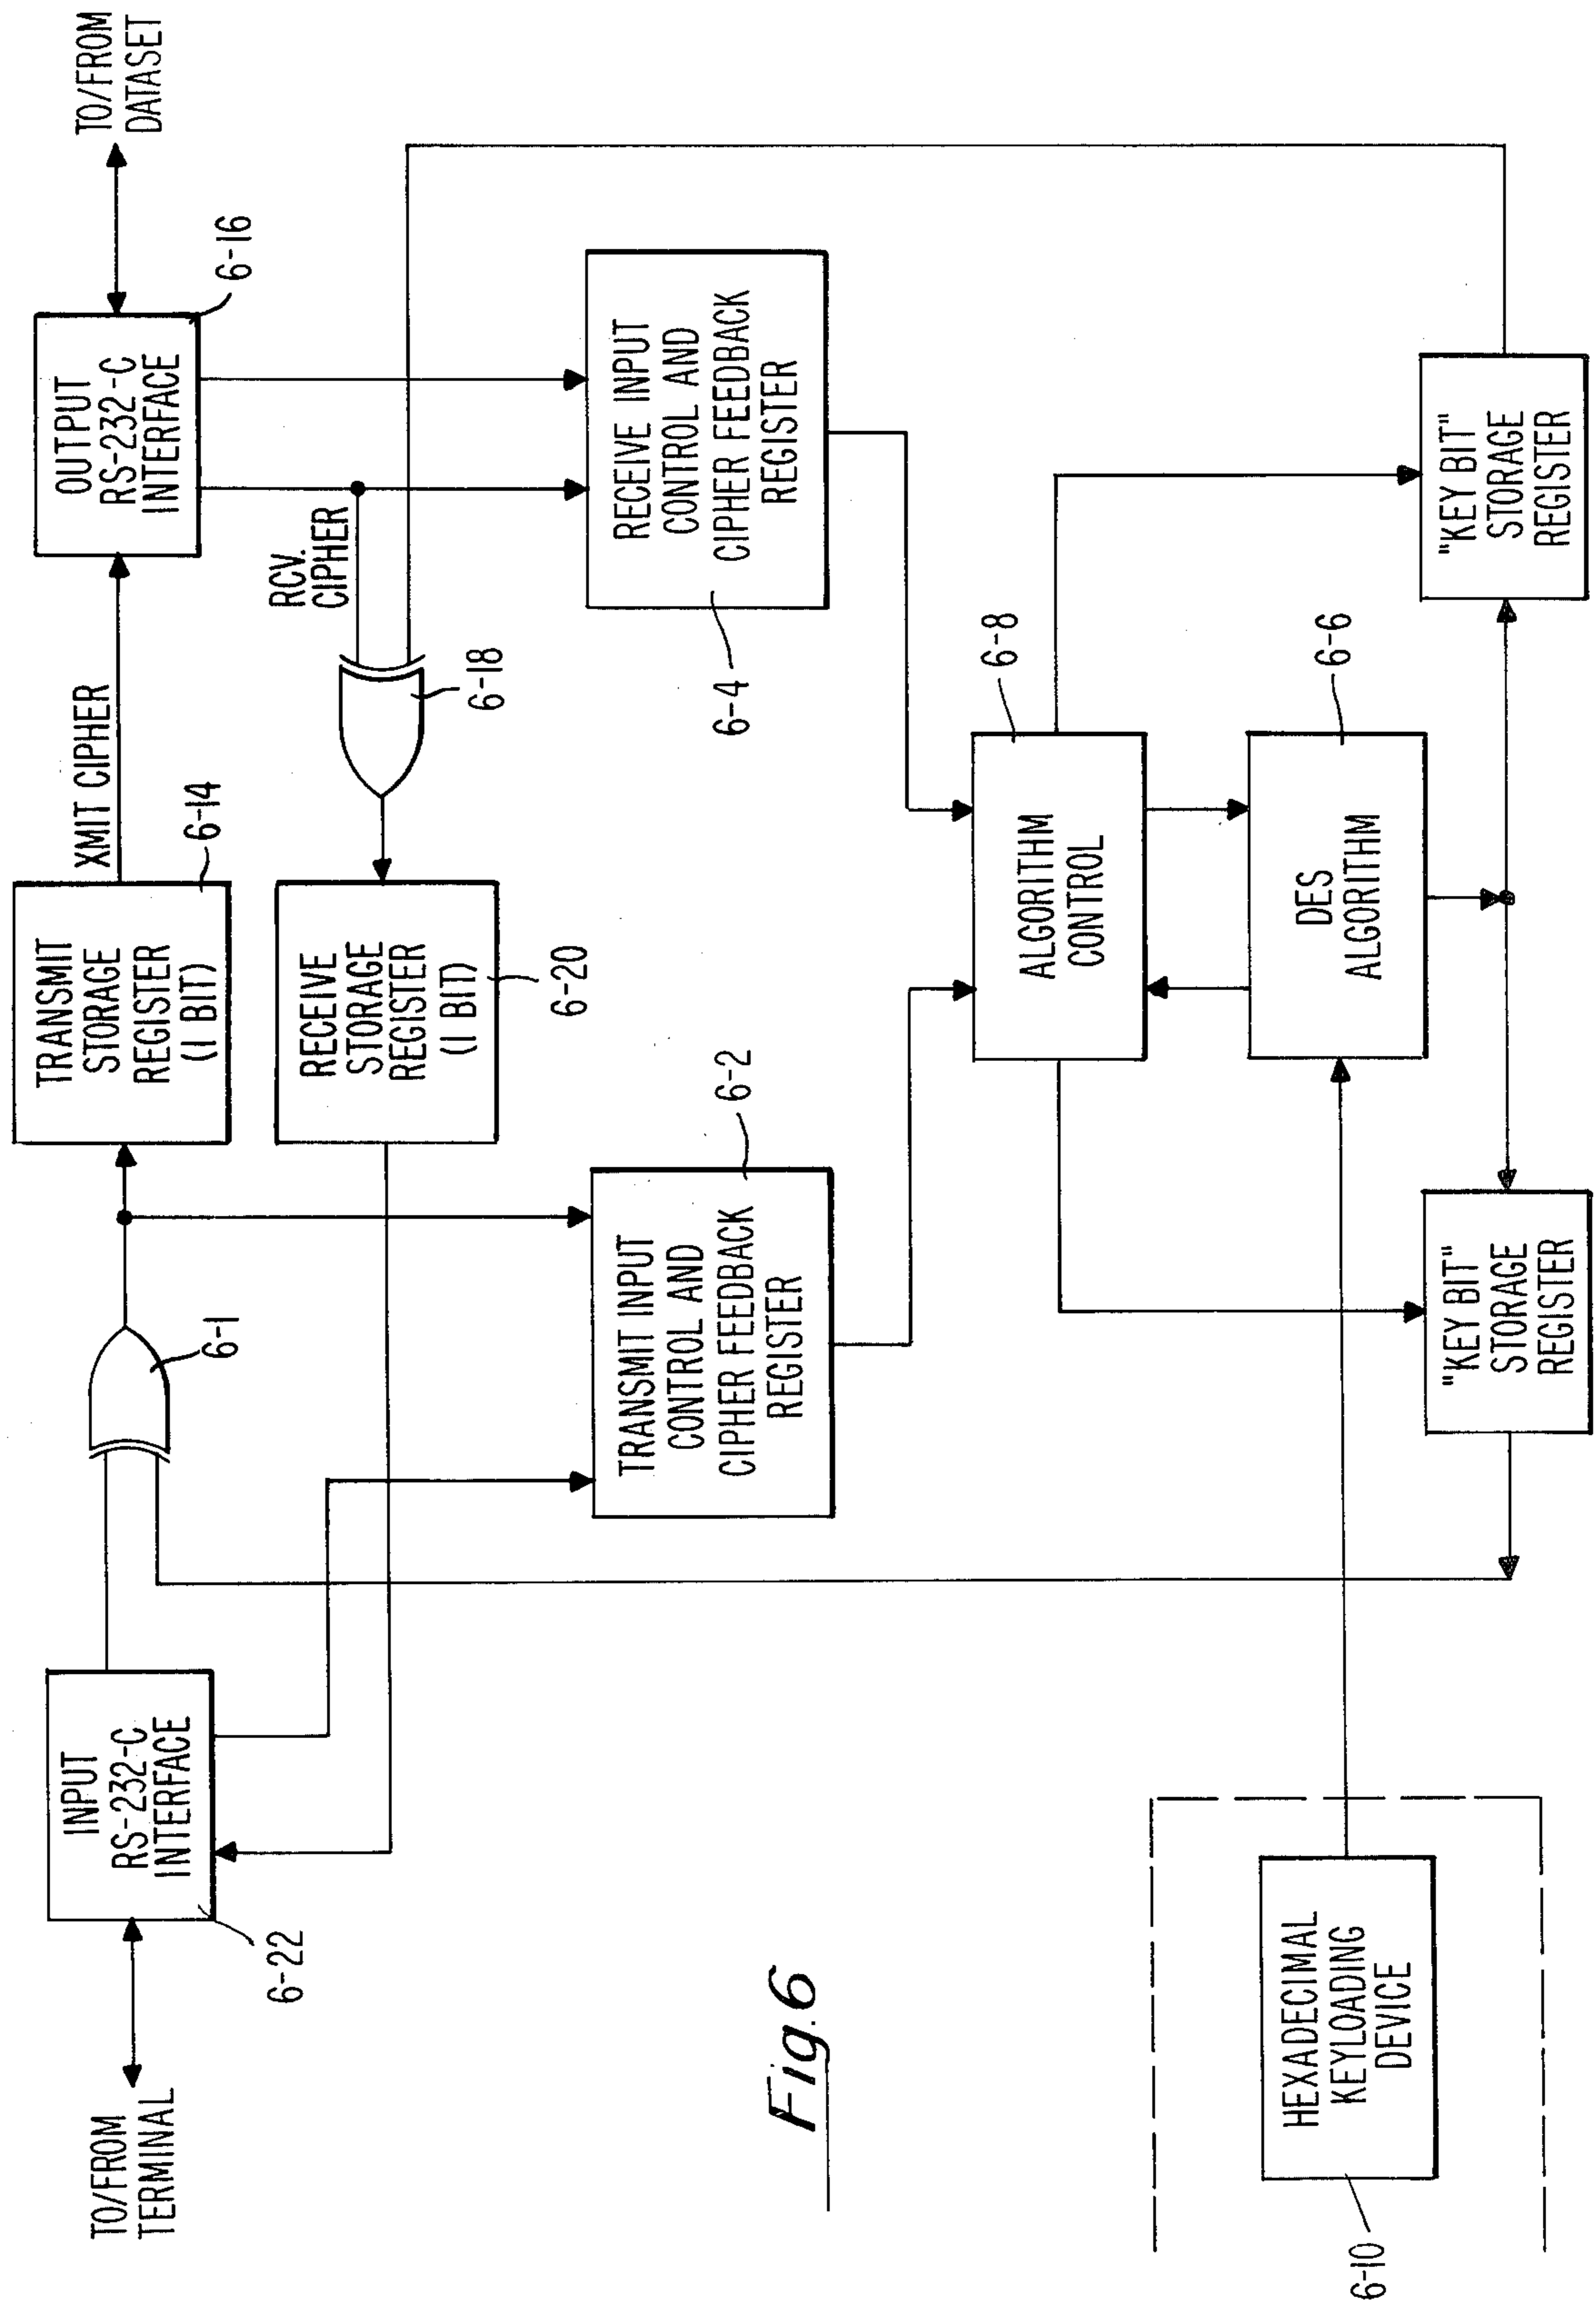 TO/FROM
TERMINAL
6-22
INPUT
RS-232-C
INTERFACE
6-1
TRANSMIT
STORAGE
REGISTER
(1 BIT)
6-14
XMIT CIPHER
OUTPUT
RS-232-C
INTERFACE
6-16
TO/FROM
DATASET
RECEIVE
STORAGE
REGISTER
(1 BIT)
6-20
6-18
RCV.
CIPHER
TRANSMIT INPUT
CONTROL AND
CIPHER FEEDBACK
REGISTER
6-2
RECEIVE INPUT
CONTROL AND
CIPHER FEEDBACK
REGISTER
6-4
ALGORITHM
CONTROL
6-8
DES
ALGORITHM
6-6
"KEY BIT"
STORAGE
REGISTER
"KEY BIT"
STORAGE
REGISTER
HEXADECIMAL
KEYLOADING
DEVICE
6-10
Fig. 6